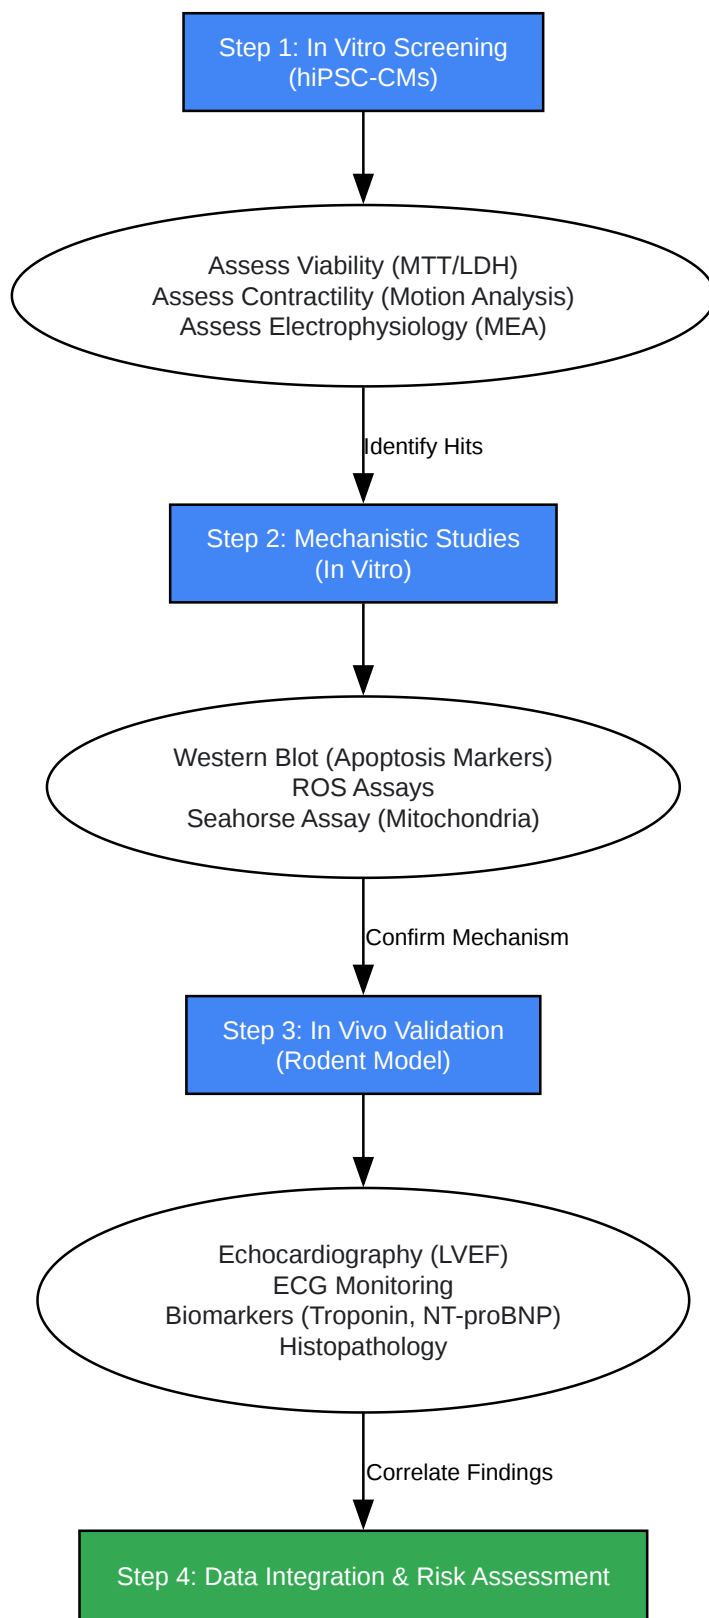 Step 1: In Vitro Screening
(hiPSC-CMs)
Assess Viability (MTT/LDH)
Assess Contractility (Motion Analysis)
Assess Electrophysiology (MEA)
Identify Hits
Step 2: Mechanistic Studies
(In Vitro)
Western Blot (Apoptosis Markers)
ROS Assays
Seahorse Assay (Mitochondria)
Confirm Mechanism
Step 3: In Vivo Validation
(Rodent Model)
Echocardiography (LVEF)
ECG Monitoring
Biomarkers (Troponin, NT-proBNP)
Histopathology
Correlate Findings
Step 4: Data Integration & Risk Assessment